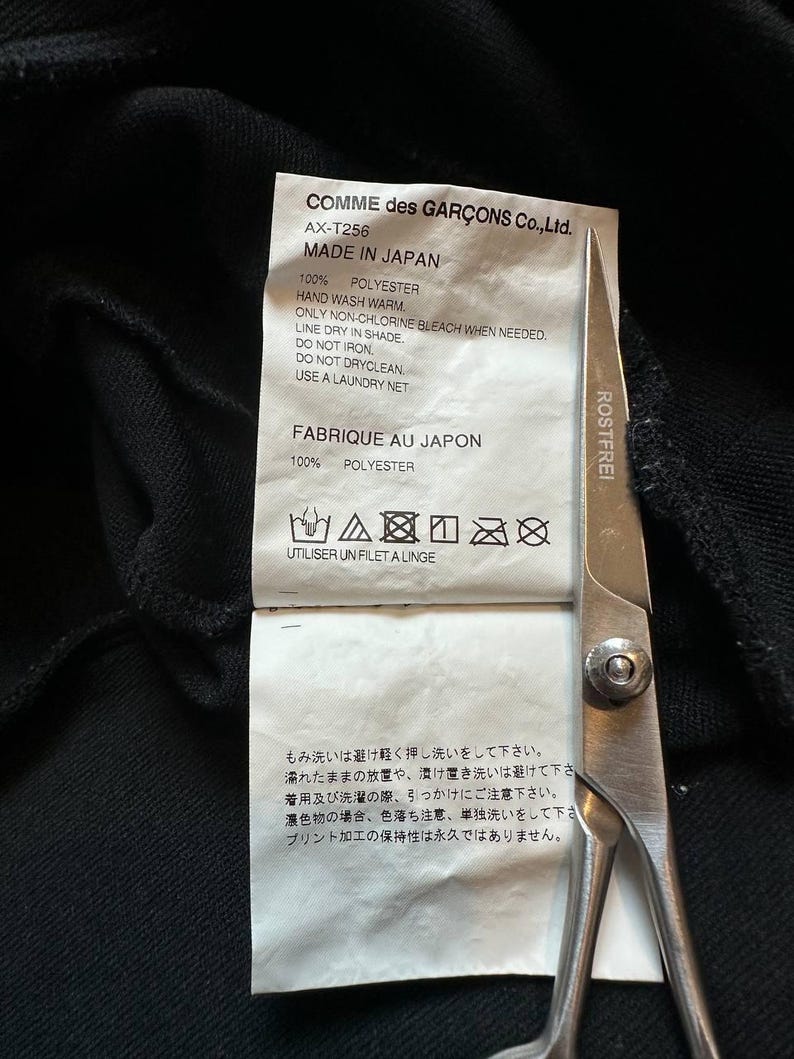 COMME des GARÇONS Co.,Ltd.
AX-T256
MADE IN JAPAN
100% POLYESTER
HAND WASH WARM.
ONLY NON-CHLORINE BLEACH WHEN NEEDED.
LINE DRY IN SHADE.
DO NOT IRON.
DO NOT DRYCLEAN.
USE A LAUNDRY NET
ROSTFREI
FABRIQUE AU JAPON
100% POLYESTER
UTILISER UN FILET A LINGE
もみ洗いは避け軽く押し洗いをして下さい。
濡れたままの放置や、漬け置き洗いは避けて下さ
着用及び洗濯の際、引っかけにご注意下さい。
濃色物の場合、色落ち注意、単独洗いをして下さ
プリント加工の保持性は永久ではありません。